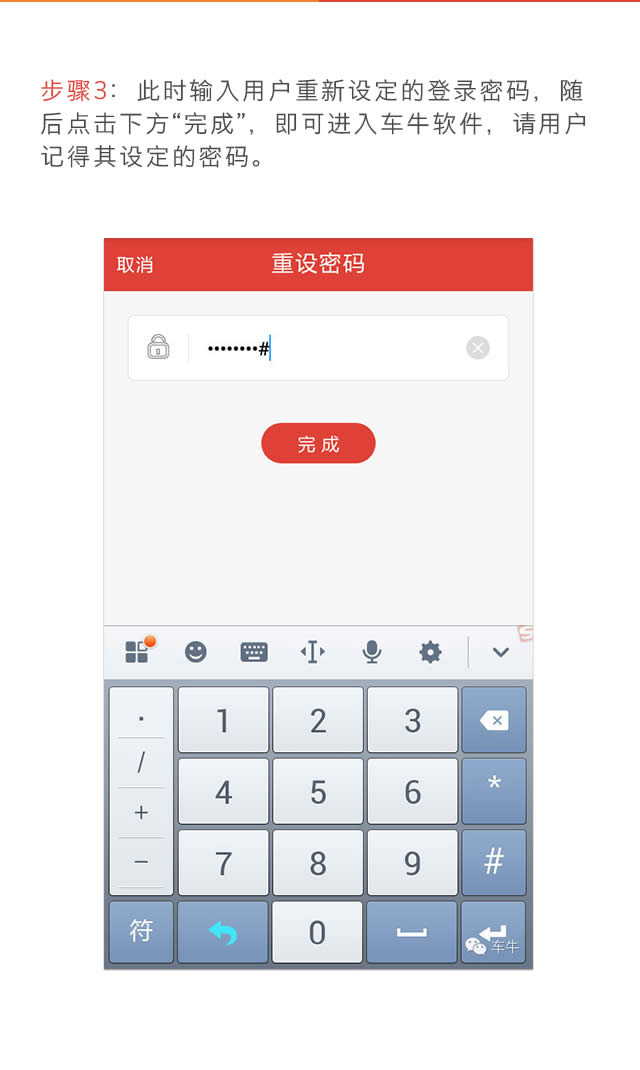 步骤3：此时输入用户重新设定的登录密码，随
后点击下方“完成”，即可进入车牛软件，请用户
记得其设定的密码。
取消 重设密码
••••••••#
完成
S
. 1 2 3
/ 4 5 6 *
+
- 7 8 9 #
符 0
车牛